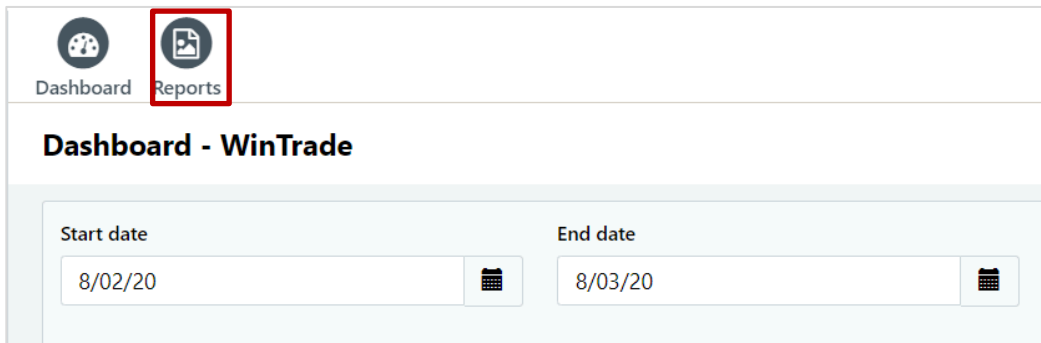 Dashboard Reports
Dashboard - WinTrade
Start date End date
8/02/20 8/03/20